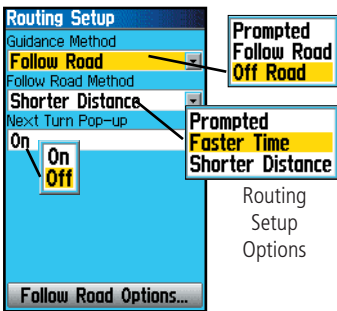 Routing Setup
Guidance Method
Follow Road
Follow Road Method
Shorter Distance
Next Turn Pop-up
On
On
Off
Follow Road Options...
Prompted
Follow Road
Off Road
Prompted
Faster Time
Shorter Distance
Routing
Setup
Options